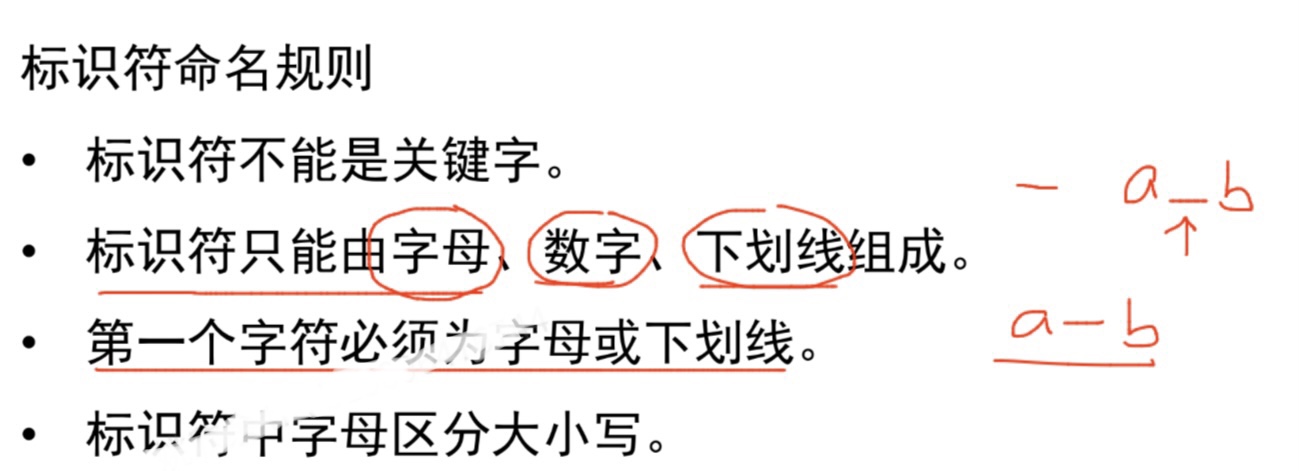 标识符命名规则
• 标识符不能是关键字。
• 标识符只能由字母、数字、下划线组成。
• 第一个字符必须为字母或下划线。
• 标识符中字母区分大小写。
– a_b
↑
a-b